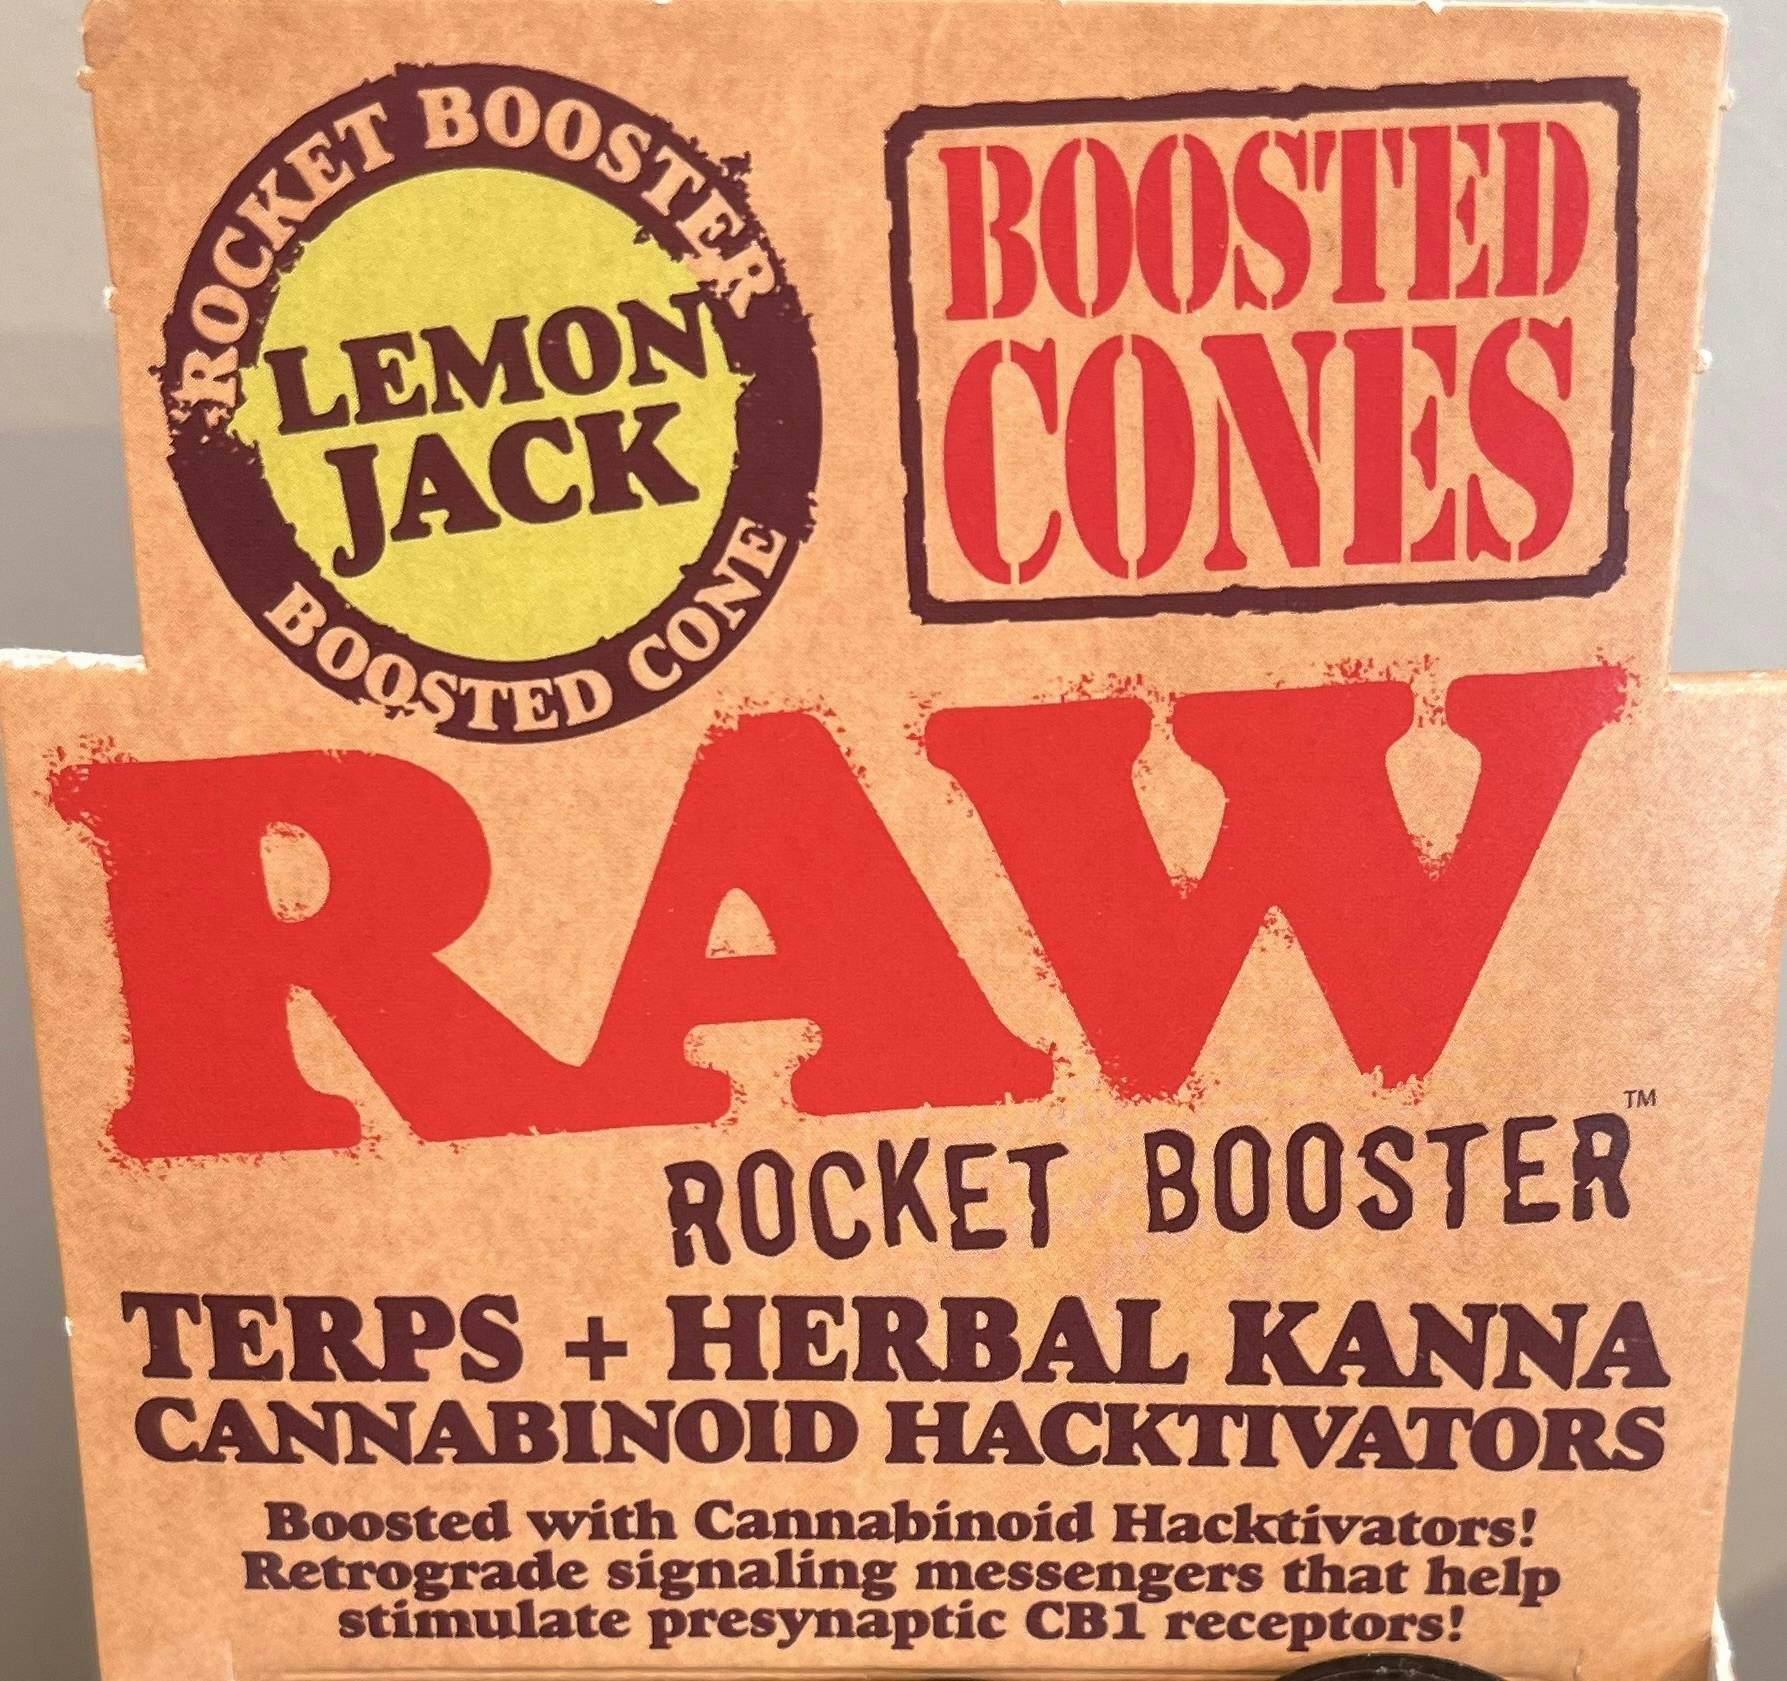 ROCKET BOOSTER
LEMON
JACK
BOOSTED CONE
BOOSTED
CONES
RAW
ROCKET BOOSTER™
TERPS + HERBAL KANNA
CANNABINOID HACKTIVATORS
Boosted with Cannabinoid Hacktivators!
Retrograde signaling messengers that help
stimulate presynaptic CB1 receptors!